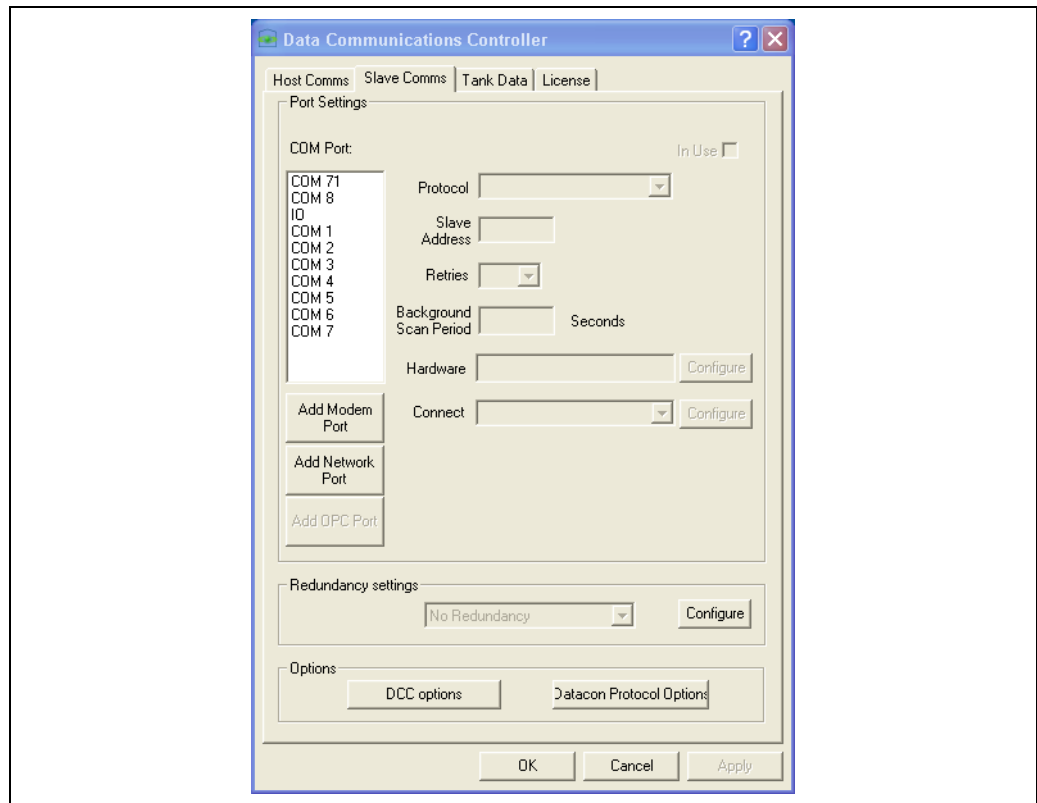 Data Communications Controller
Host Comms Slave Comms Tank Data License
Port Settings
COM Port:
In Use
COM 71
COM 8
IO
COM 1
COM 2
COM 3
COM 4
COM 5
COM 6
COM 7
Protocol
Slave
Address
Retries
Background
Scan Period
Seconds
Hardware
Configure
Connect
Configure
Add Modem
Port
Add Network
Port
Add OPC Port
Redundancy settings
No Redundancy
Configure
Options
DCC options
Datacon Protocol Options
OK
Cancel
Apply